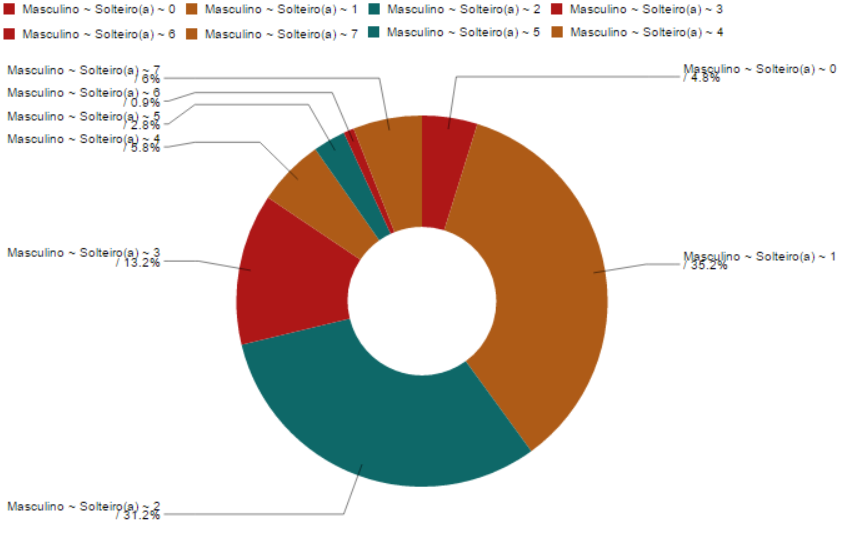 Masculino ~ Solteiro(a) ~ 0 Masculino ~ Solteiro(a) ~ 1 Masculino ~ Solteiro(a) ~ 2 Masculino ~ Solteiro(a) ~ 3
Masculino ~ Solteiro(a) ~ 6 Masculino ~ Solteiro(a) ~ 7 Masculino ~ Solteiro(a) ~ 5 Masculino ~ Solteiro(a) ~ 4
Masculino ~ Solteiro(a) ~ 7
/ 6%
Masculino ~ Solteiro(a) ~ 0
/ 4.8%
Masculino ~ Solteiro(a) ~ 6
/ 0.9%
Masculino ~ Solteiro(a) ~ 5
/ 2.8%
Masculino ~ Solteiro(a) ~ 4
/ 5.8%
Masculino ~ Solteiro(a) ~ 3
/ 13.2%
Masculino ~ Solteiro(a) ~ 1
/ 35.2%
Masculino ~ Solteiro(a) ~ 2
/ 31.2%